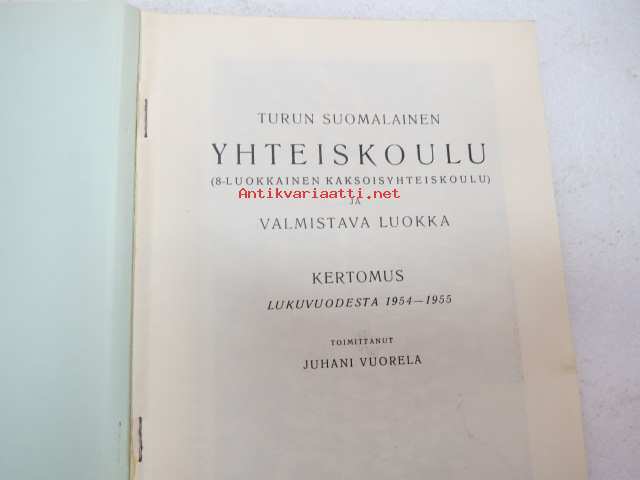 TURUN SUOMALAINEN
YHTEISKOULU
(8-LUOKKAINEN KAKSOISYHTEISKOULU)
Antikvariaatti.net
JA
VALMISTAVA LUOKKA
KERTOMUS
LUKUVUODESTA 1954—1955
TOIMITTANUT
JUHANI VUORELA